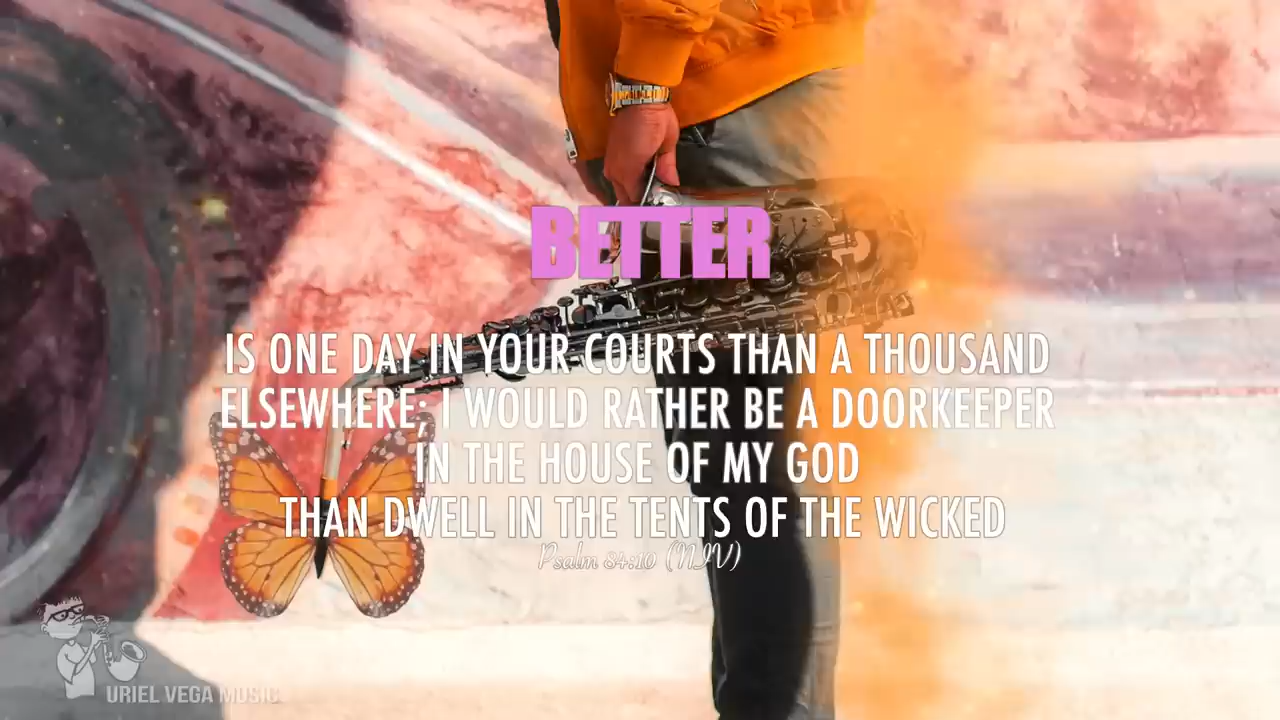 BETTER
IS ONE DAY IN YOUR COURTS THAN A THOUSAND
ELSEWHERE; I WOULD RATHER BE A DOORKEEPER
IN THE HOUSE OF MY GOD
THAN DWELL IN THE TENTS OF THE WICKED
Psalm 84:10 (NIV)
URIEL VEGA MUSIC